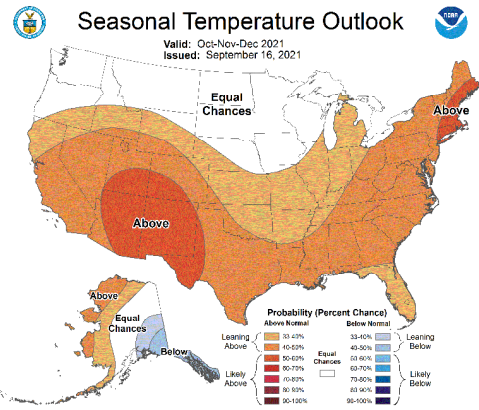 Seasonal Temperature Outlook
NOAA
Valid: Oct-Nov-Dec 2021
Issued: September 16, 2021
Equal
Chances
Above
Above
Above
Equal
Chances
Below
Probability (Percent Chance)
Above Normal
Below Normal
Leaning
Above
33-40%
40-50%
Likely
Above
50-60%
60-70%
70-80%
80-90%
90-100%
Equal
Chances
33-40%
40-50%
Leaning
Below
50-60%
60-70%
70-80%
80-90%
90-100%
Likely
Below